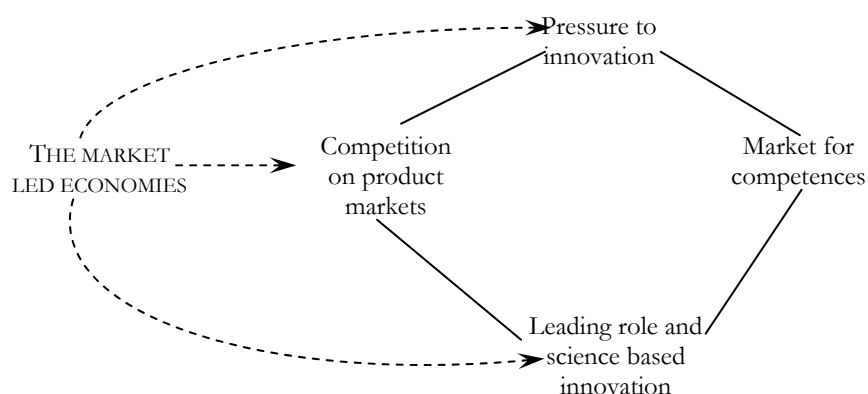 Pressure to
innovation
THE MARKET
LED ECONOMIES
Competition
on product
markets
Market for
competences
Leading role and
science based
innovation